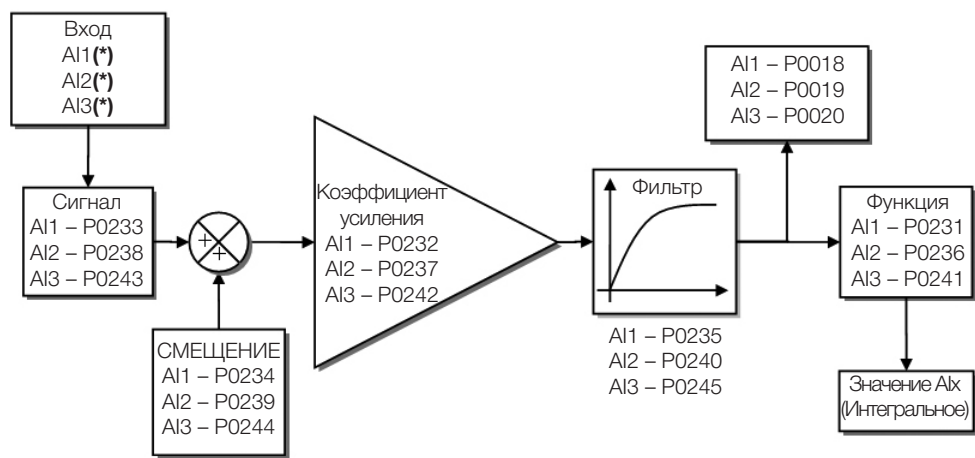 Вход
AI1(*)
AI2(*)
AI3(*)
Сигнал
AI1 – P0233
AI2 – P0238
AI3 – P0243
+
+
СМЕЩЕНИЕ
AI1 – P0234
AI2 – P0239
AI3 – P0244
Коэффициент
усиления
AI1 – P0232
AI2 – P0237
AI3 – P0242
Фильтр
AI1 – P0235
AI2 – P0240
AI3 – P0245
AI1 – P0018
AI2 – P0019
AI3 – P0020
Функция
AI1 – P0231
AI2 – P0236
AI3 – P0241
Значение AIx
(Интегральное)